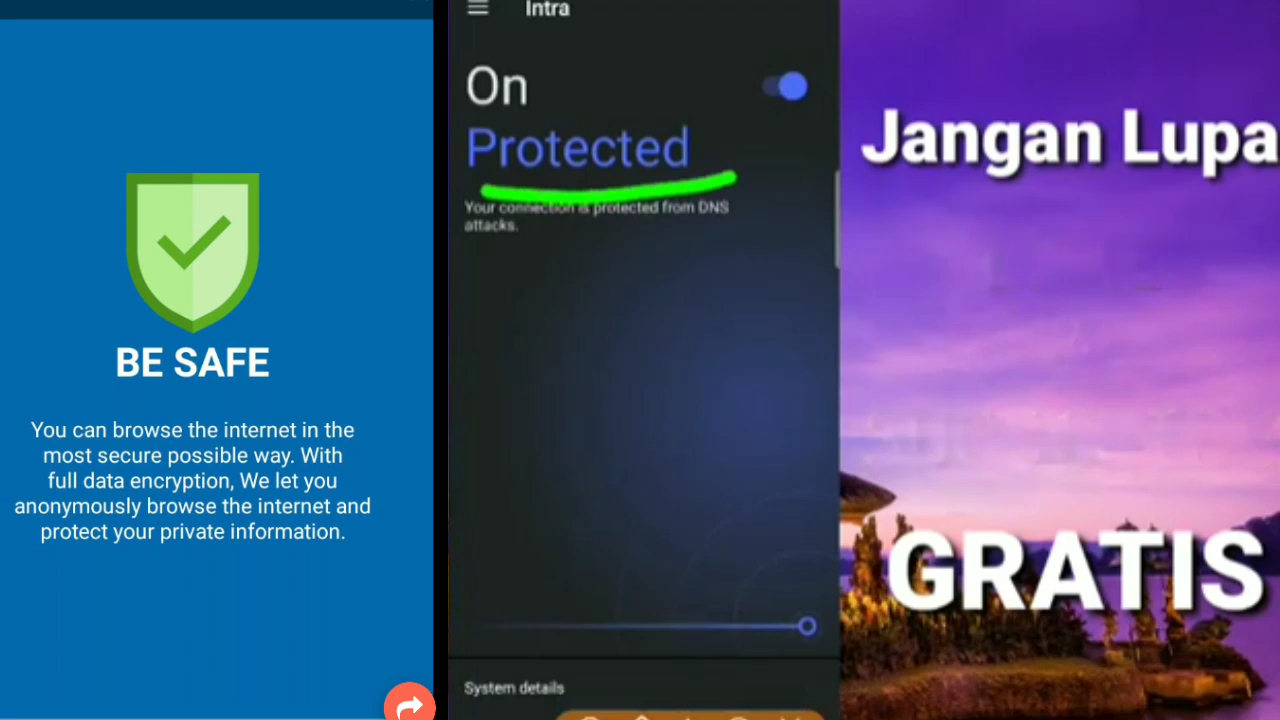 BE SAFE
You can browse the internet in the
most secure possible way. With
full data encryption, We let you
anonymously browse the internet and
protect your private information.
Intra
On
Protected
Your connection is protected from DNS
attacks.
System details
Jangan Lupa
GRATIS